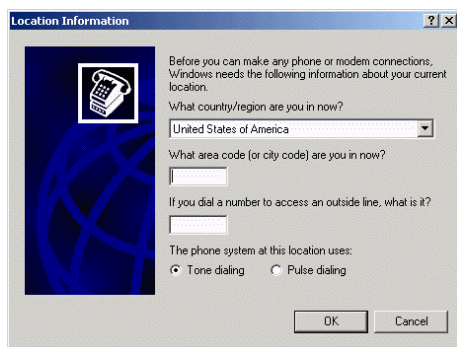 Location Information
Before you can make any phone or modem connections,
Windows needs the following information about your current
location.
What country/region are you in now?
United States of America
What area code (or city code) are you in now?
If you dial a number to access an outside line, what is it?
The phone system at this location uses:
Tone dialing Pulse dialing
OK Cancel